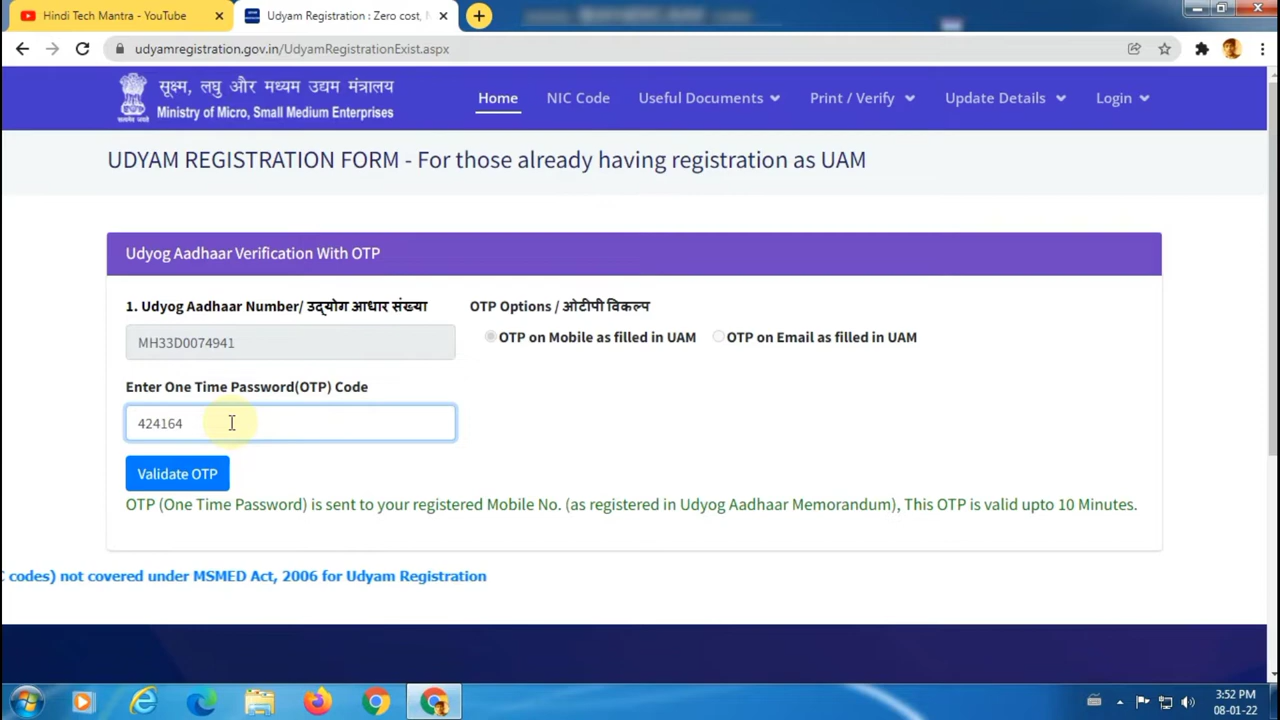 Hindi Tech Mantra - YouTube
Udyam Registration : Zero cost, N
udyamregistration.gov.in/UdyamRegistrationExist.aspx
सूक्ष्म, लघु और मध्यम उद्यम मंत्रालय
Ministry of Micro, Small Medium Enterprises
Home NIC Code Useful Documents Print / Verify Update Details Login
UDYAM REGISTRATION FORM - For those already having registration as UAM
Udyog Aadhaar Verification With OTP
1. Udyog Aadhaar Number/ उद्योग आधार संख्या
OTP Options / ओटीपी विकल्प
MH33D0074941
OTP on Mobile as filled in UAM OTP on Email as filled in UAM
Enter One Time Password(OTP) Code
424164
Validate OTP
OTP (One Time Password) is sent to your registered Mobile No. (as registered in Udyog Aadhaar Memorandum), This OTP is valid upto 10 Minutes.
codes) not covered under MSMED Act, 2006 for Udyam Registration
3:52 PM
08-01-22